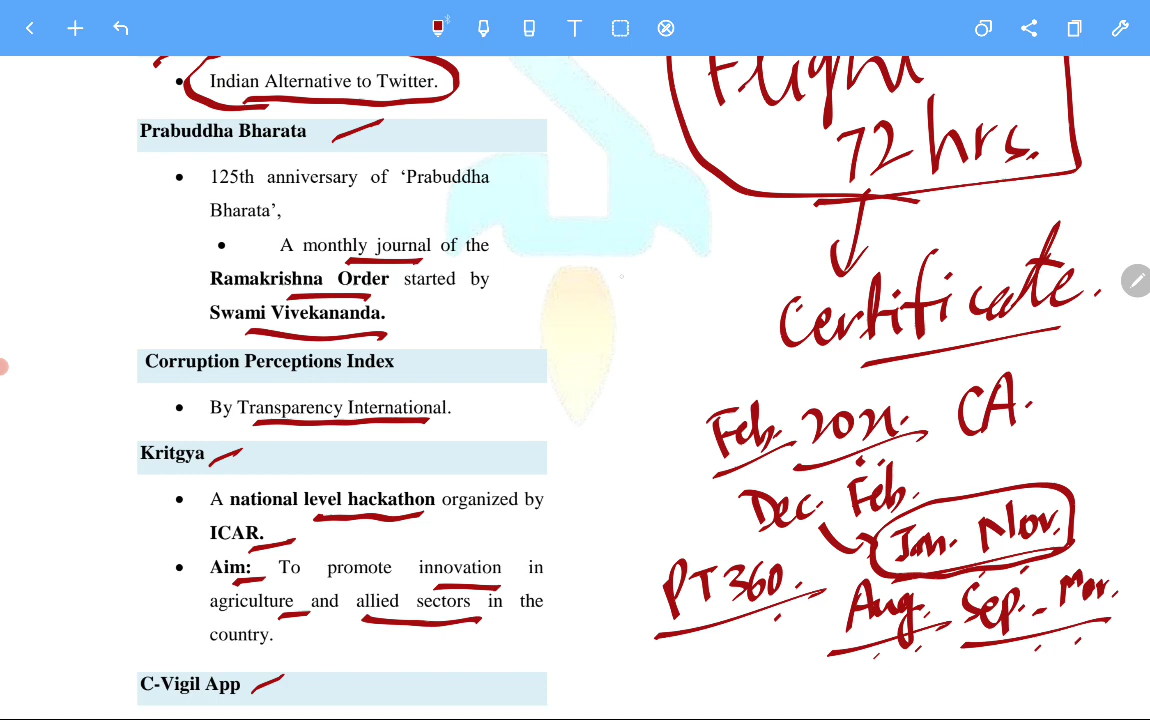 Indian Alternative to Twitter.
Prabuddha Bharata
125th anniversary of ‘Prabuddha
Bharata’,
A monthly journal of the
Ramakrishna Order started by
Swami Vivekananda.
Corruption Perceptions Index
By Transparency International.
Kritgya
A national level hackathon organized by
ICAR.
Aim: To promote innovation in
agriculture and allied sectors in the
country.
C-Vigil App
Flight
72 hrs.
Certificate.
Feb. 2021. CA.
Dec. Feb.
Jan. Nov.
PT 360. Aug. Sep. - Mar.